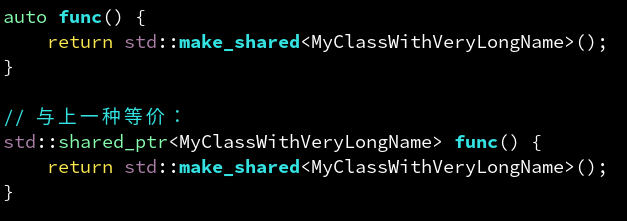 auto func() {
    return std::make_shared<MyClassWithVeryLongName>();
}

// 与上一种等价：
std::shared_ptr<MyClassWithVeryLongName> func() {
    return std::make_shared<MyClassWithVeryLongName>();
}